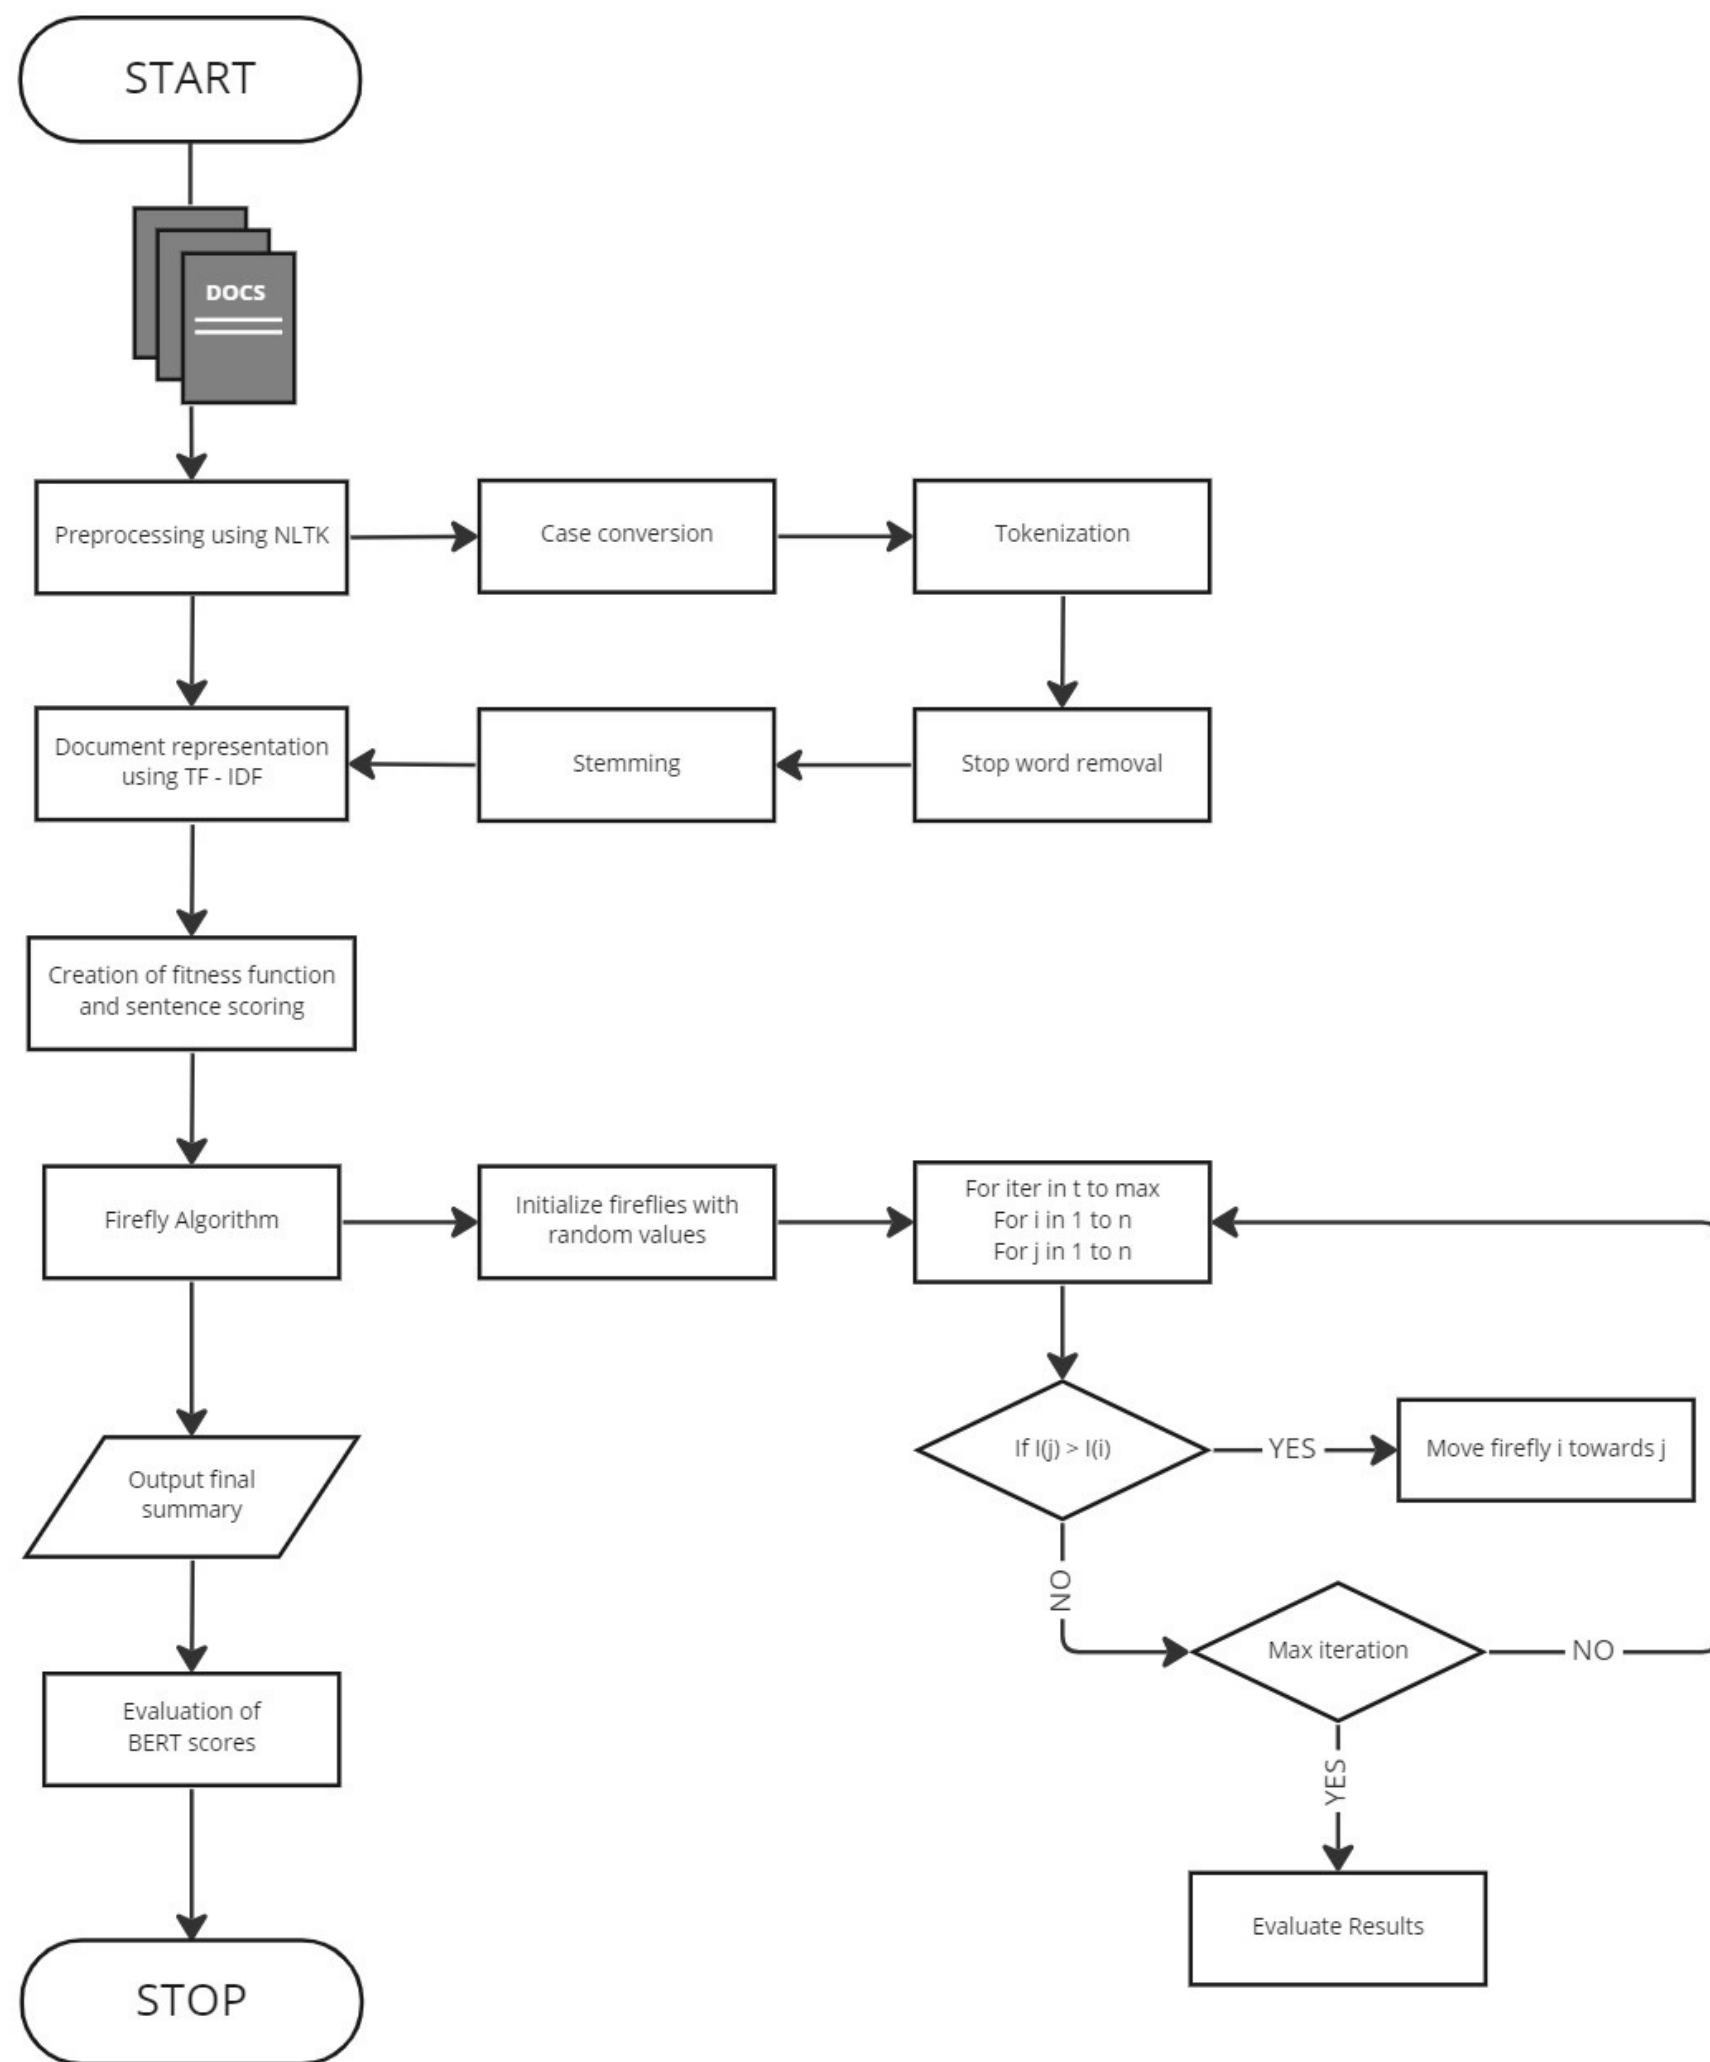 START
DOCS
Preprocessing using NLTK
Case conversion
Tokenization
Document representation
using TF - IDF
Stemming
Stop word removal
Creation of fitness function
and sentence scoring
Firefly Algorithm
Initialize fireflies with
random values
For iter in t to max
For i in 1 to n
For j in 1 to n
If I(j) > I(i)
YES
Move firefly i towards j
NO
Output final
summary
Max iteration
NO
YES
Evaluation of
BERT scores
Evaluate Results
STOP